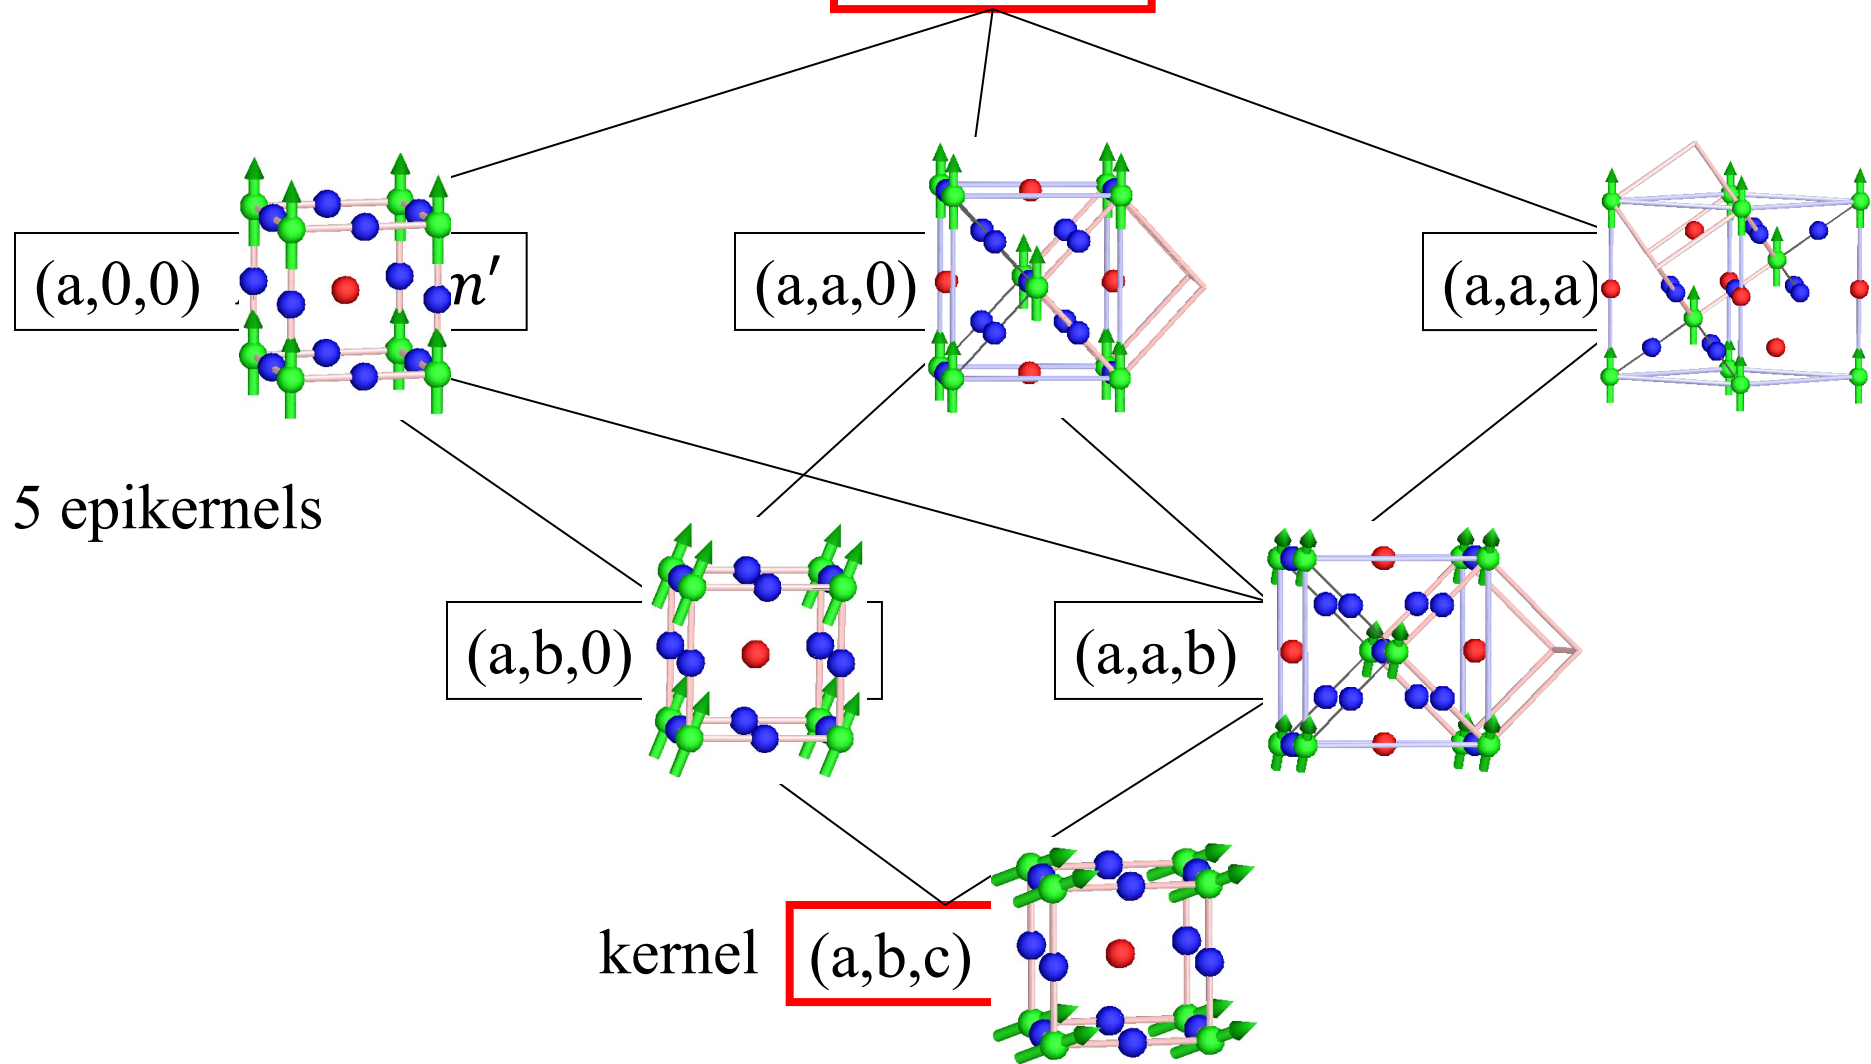 (a,0,0) n′
(a,a,0)
(a,a,a)
5 epikernels
(a,b,0)
(a,a,b)
kernel (a,b,c)